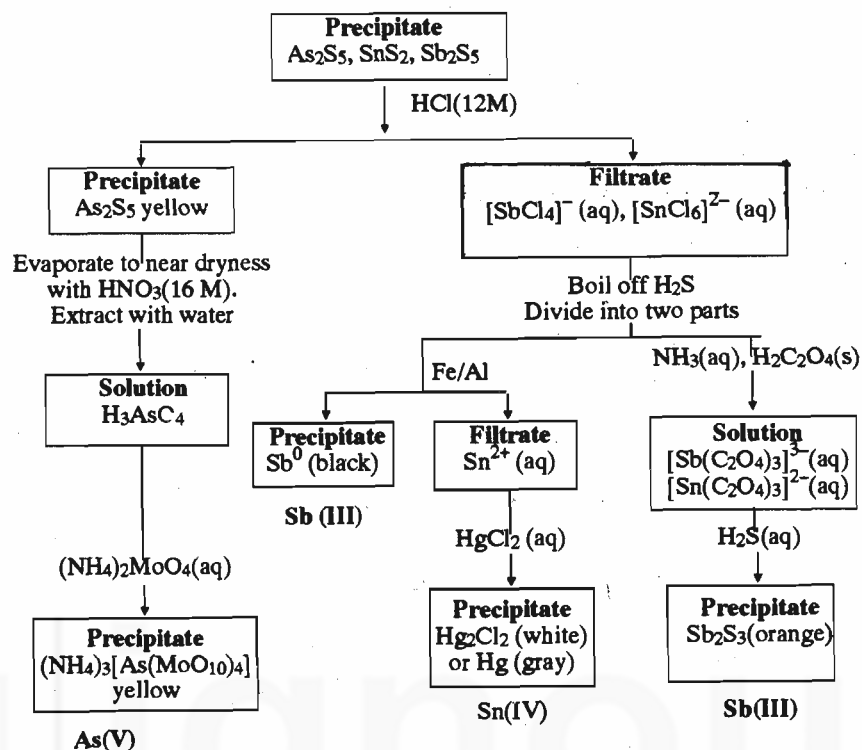 Precipitate
As₂S₅, SnS₂, Sb₂S₅
HCl(12M)
Precipitate
As₂S₅ yellow
Filtrate
[SbCl₄]⁻ (aq), [SnCl₆]²⁻ (aq)
Evaporate to near dryness
with HNO₃(16 M).
Extract with water
Boil off H₂S
Divide into two parts
Fe/Al
NH₃(aq), H₂C₂O₄(s)
Solution
H₃AsC₄
Precipitate
Sb⁰ (black)
Sb (III)
Filtrate
Sn²⁺ (aq)
Solution
[Sb(C₂O₄)₃]³⁻(aq)
[Sn(C₂O₄)₃]²⁻(aq)
(NH₄)₂MoO₄(aq)
HgCl₂ (aq)
H₂S(aq)
Precipitate
(NH₄)₃[As(MoO₁₀)₄]
yellow
As(V)
Precipitate
Hg₂Cl₂ (white)
or Hg (gray)
Sn(IV)
Precipitate
Sb₂S₃(orange)
Sb(III)